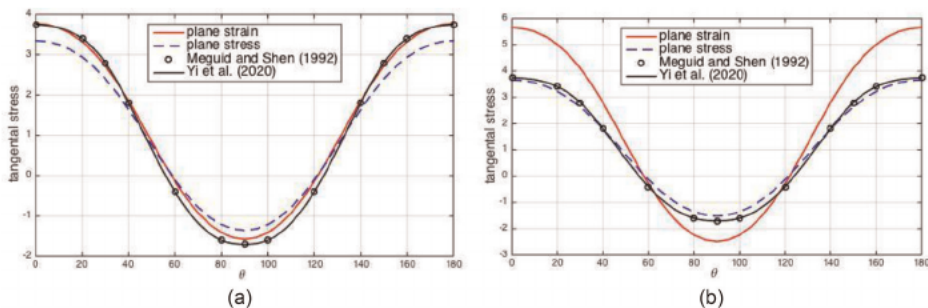 4
3
2
1
0
-1
-2
tangental stress
plane strain
plane stress
Meguid and Shen (1992)
Yi et al. (2020)
0 20 40 60 80 100 120 140 160 180
θ
(a)
6
5
4
3
2
1
0
-1
-2
-3
tangental stress
plane strain
plane stress
Meguid and Shen (1992)
Yi et al. (2020)
0 20 40 60 80 100 120 140 160 180
θ
(b)